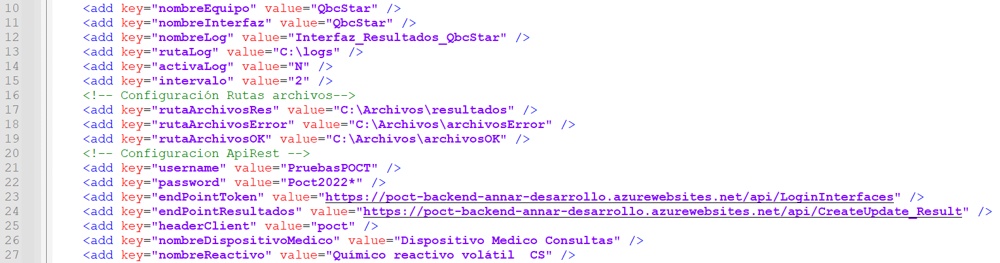 10 <add key="nombreEquipo" value="QbcStar" />
11 <add key="nombreInterfaz" value="QbcStar" />
12 <add key="nombreLog" value="Interfaz_Resultados_QbcStar" />
13 <add key="rutaLog" value="C:\logs" />
14 <add key="activaLog" value="N" />
15 <add key="intervalo" value="2" />
16 <!-- Configuración Rutas archivos-->
17 <add key="rutaArchivosRes" value="C:\Archivos\resultados" />
18 <add key="rutaArchivosError" value="C:\Archivos\archivosError" />
19 <add key="rutaArchivosOK" value="C:\Archivos\archivosOK" />
20 <!-- Configuracion ApiRest -->
21 <add key="username" value="PruebasPOCT" />
22 <add key="password" value="Poct2022*" />
23 <add key="endPointToken" value="https://poct-backend-annar-desarrollo.azurewebsites.net/api/LoginInterfaces" />
24 <add key="endPointResultados" value="https://poct-backend-annar-desarrollo.azurewebsites.net/api/CreateUpdate_Result" />
25 <add key="headerClient" value="poct" />
26 <add key="nombreDispositivoMedico" value="Dispositivo Medico Consultas" />
27 <add key="nombreReactivo" value="Químico reactivo volátil  CS" />